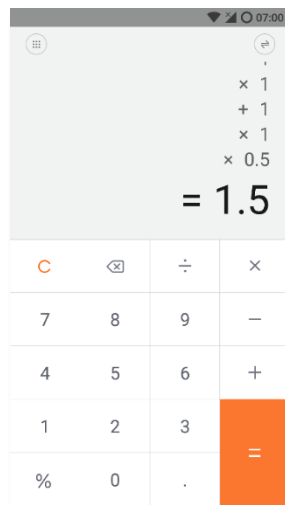 07:00
× 1
+ 1
× 1
× 0.5
= 1.5
C ÷ ×
7 8 9 —
4 5 6 +
1 2 3
% 0 . =